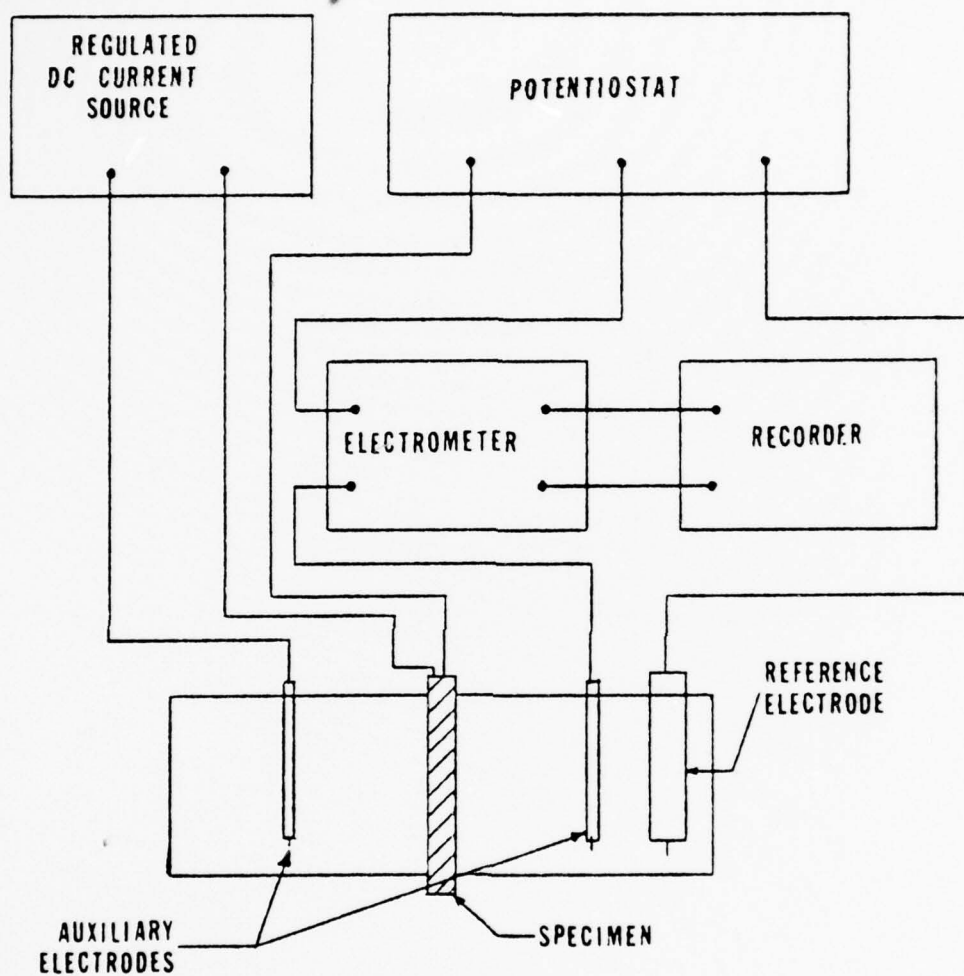 REGULATED
DC CURRENT
SOURCE
POTENTIOSTAT
ELECTROMETER
RECORDER
REFERENCE
ELECTRODE
AUXILIARY
ELECTRODES
SPECIMEN